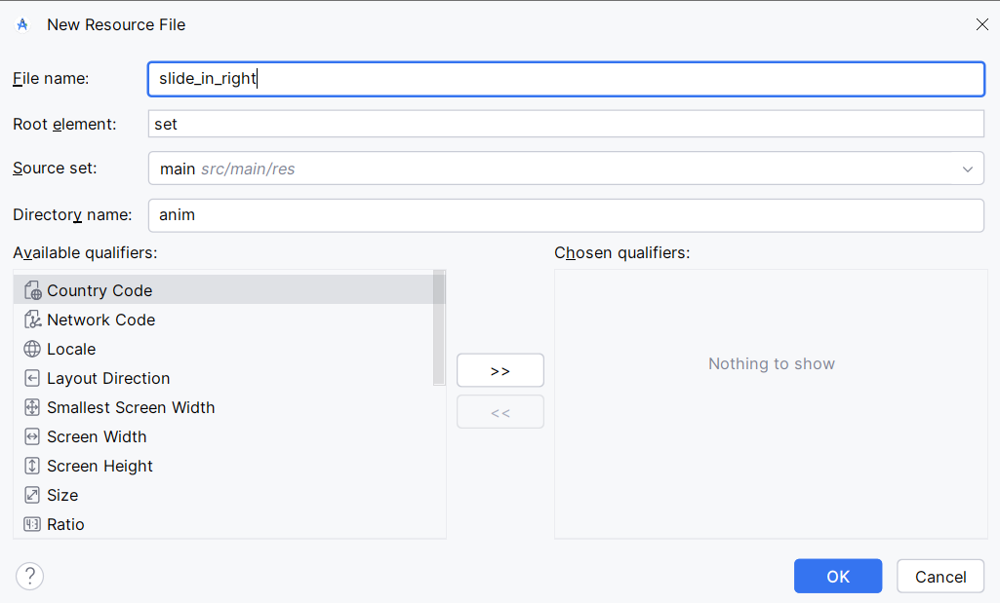 New Resource File
File name: slide_in_right
Root element: set
Source set: main src/main/res
Directory name: anim
Available qualifiers:
Chosen qualifiers:
Country Code
Network Code
Locale
Layout Direction
Smallest Screen Width
Screen Width
Screen Height
Size
4:3 Ratio
>>
<<
Nothing to show
?
OK
Cancel